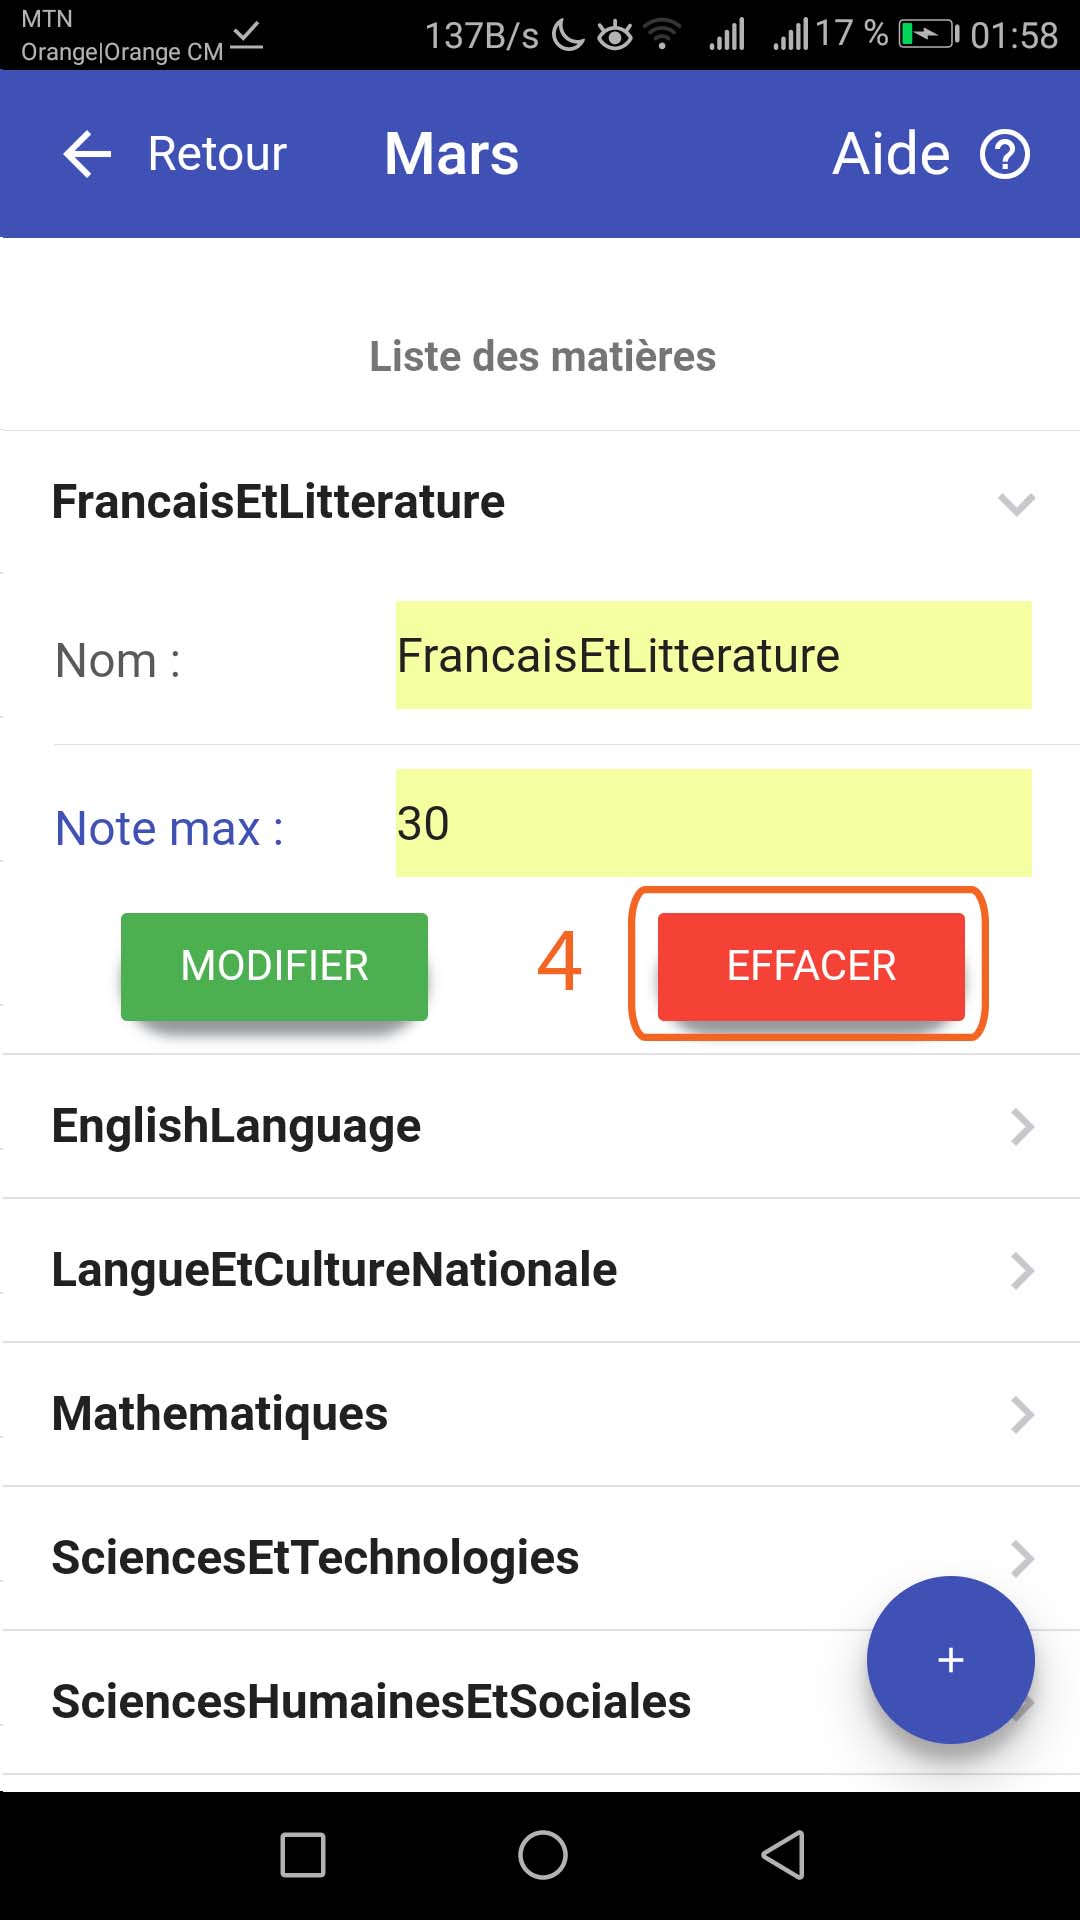 MTN
Orange|Orange CM
137B/s 17 % 01:58
Retour Mars Aide ?
Liste des matières
FrancaisEtLitterature
Nom : FrancaisEtLitterature
Note max : 30
MODIFIER 4 EFFACER
EnglishLanguage
LangueEtCultureNationale
Mathematiques
SciencesEtTechnologies
+
SciencesHumainesEtSociales